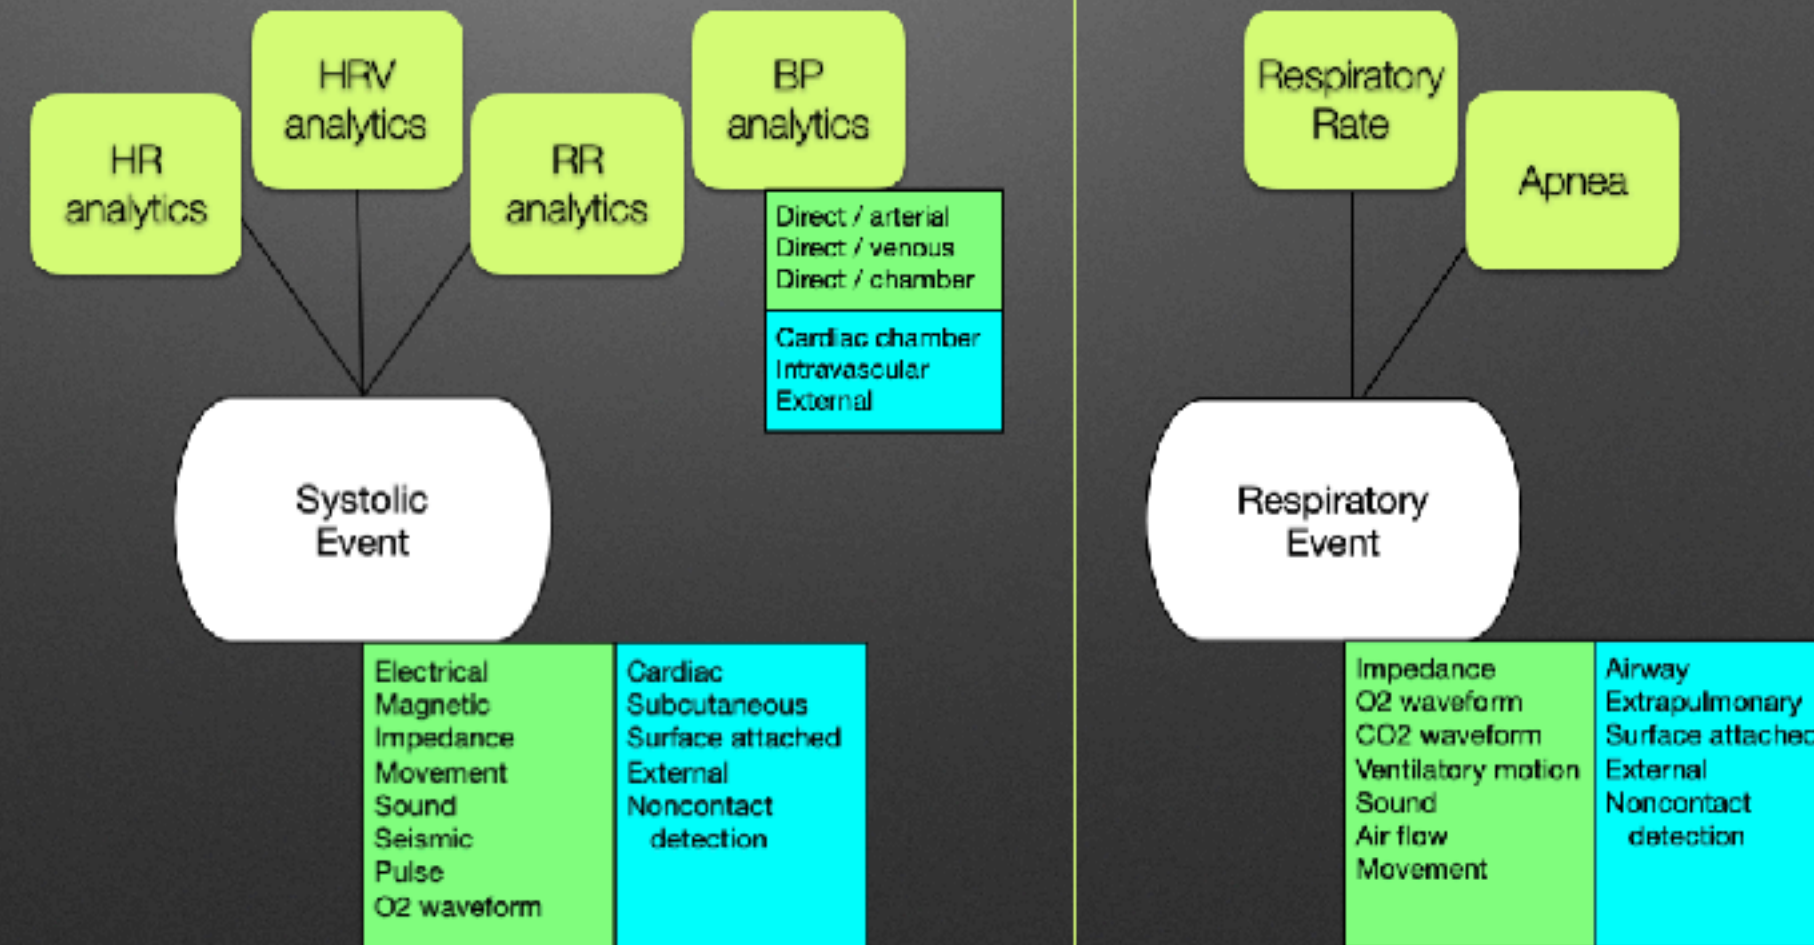 HR
analytics
HRV
analytics
RR
analytics
BP
analytics
Direct / arterial
Direct / venous
Direct / chamber
Cardiac chamber
Intravascular
External
Systolic
Event
Electrical
Magnetic
Impedance
Movement
Sound
Seismic
Pulse
O2 waveform
Cardiac
Subcutaneous
Surface attached
External
Noncontact
detection
Respiratory
Rate
Apnea
Respiratory
Event
Impedance
O2 waveform
CO2 waveform
Ventilatory motion
Sound
Air flow
Movement
Airway
Extrapulmonary
Surface attached
External
Noncontact
detection